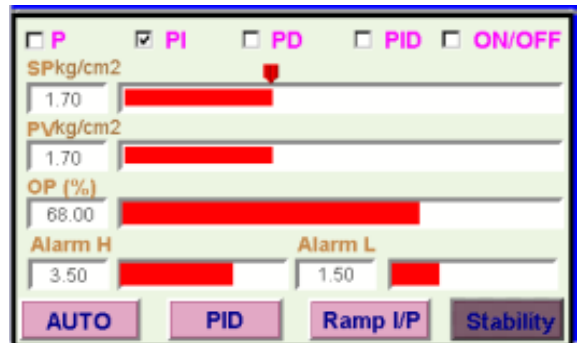 P PI PD PID ON/OFF
SPkg/cm2
1.70
PVkg/cm2
1.70
OP (%)
68.00
Alarm H Alarm L
3.50 1.50
AUTO PID Ramp I/P Stability